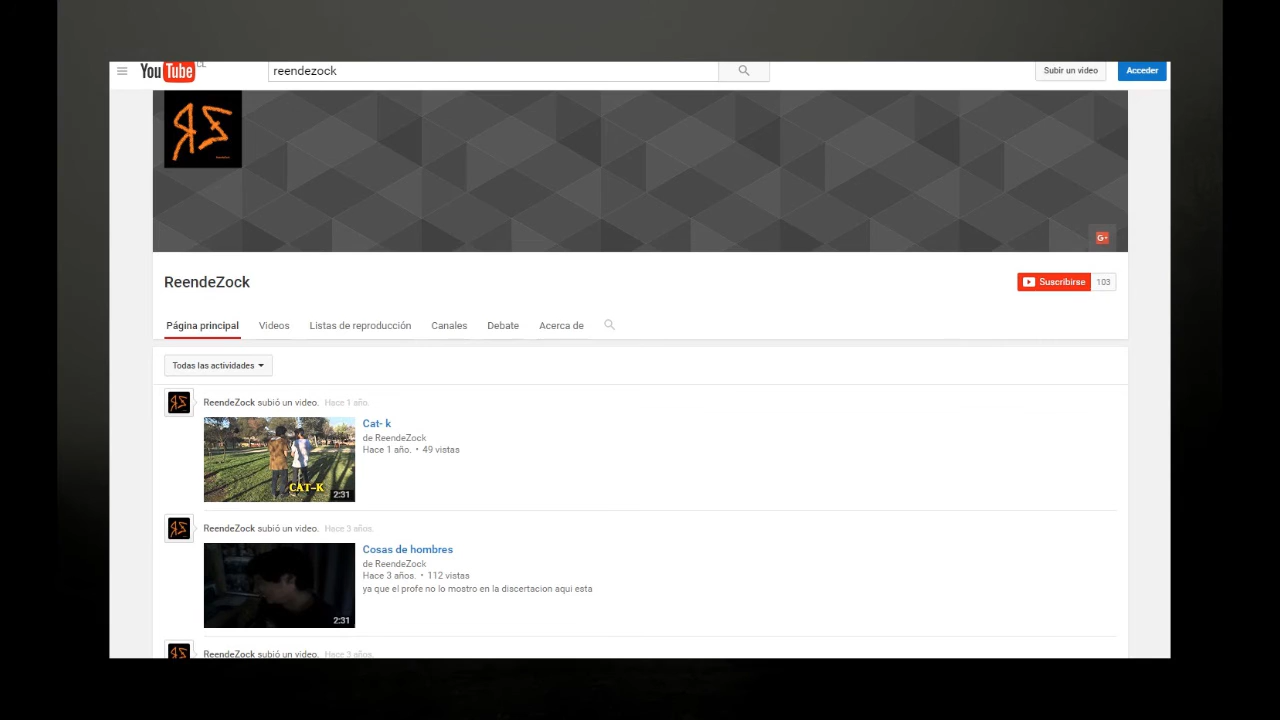 YouTube CL
reendezock
Subir un video
Acceder
G+
ReendeZock
Suscribirse 103
Página principal Videos Listas de reproducción Canales Debate Acerca de
Todas las actividades
ReendeZock subió un video. Hace 1 año.
Cat- k
de ReendeZock
Hace 1 año. • 49 vistas
CAT-K
2:31
ReendeZock subió un video. Hace 3 años.
Cosas de hombres
de ReendeZock
Hace 3 años. • 112 vistas
ya que el profe no lo mostro en la discertacion aqui esta
2:31
ReendeZock subió un video. Hace 3 años.